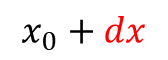 x₀ + dx